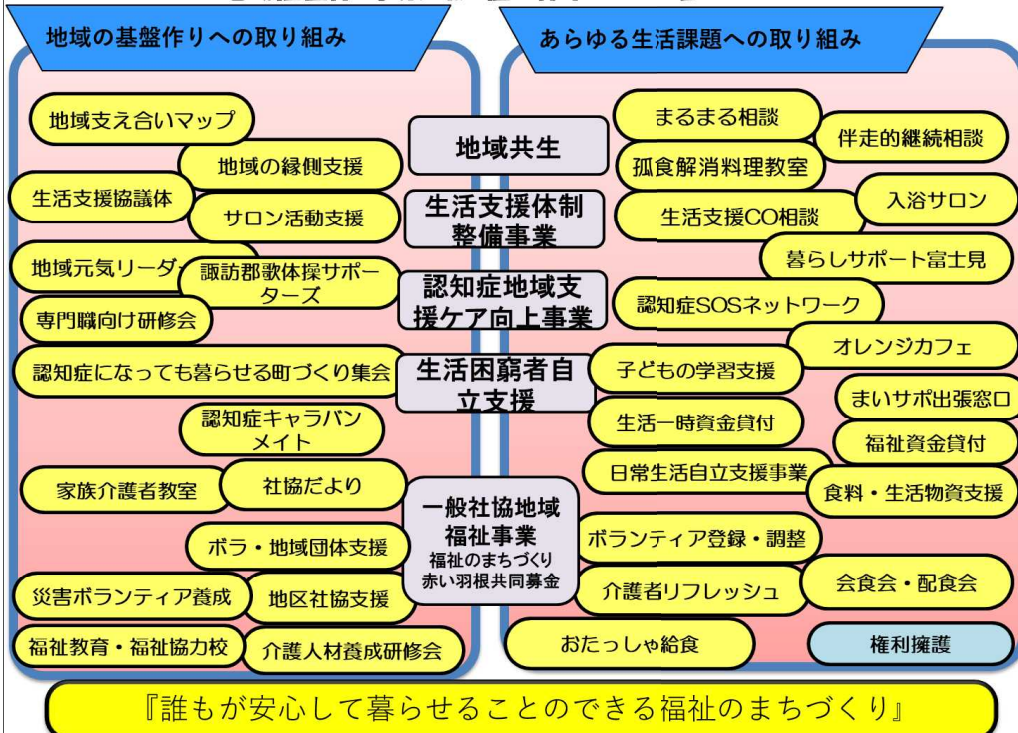 地域の基盤作りへの取り組み
あらゆる生活課題への取り組み
地域支え合いマップ
地域の縁側支援
生活支援協議体
サロン活動支援
地域元気リーダ
諏訪郡歌体操サポー
ターズ
専門職向け研修会
認知症になっても暮らせる町づくり集会
認知症キャラバン
メイト
家族介護者教室
社協だより
ボラ・地域団体支援
災害ボランティア養成
地区社協支援
福祉教育・福祉協力校
介護人材養成研修会
地域共生
生活支援体制
整備事業
認知症地域支
援ケア向上事業
生活困窮者自
立支援
一般社協地域
福祉事業
福祉のまちづくり
赤い羽根共同募金
まるまる相談
伴走的継続相談
孤食解消料理教室
入浴サロン
生活支援CO相談
暮らしサポート富士見
認知症SOSネットワーク
オレンジカフェ
子どもの学習支援
まいサポ出張窓口
生活一時資金貸付
福祉資金貸付
日常生活自立支援事業
食料・生活物資支援
ボランティア登録・調整
介護者リフレッシュ
会食会・配食会
おたっしゃ給食
権利擁護
『誰もが安心して暮らせることのできる福祉のまちづくり』